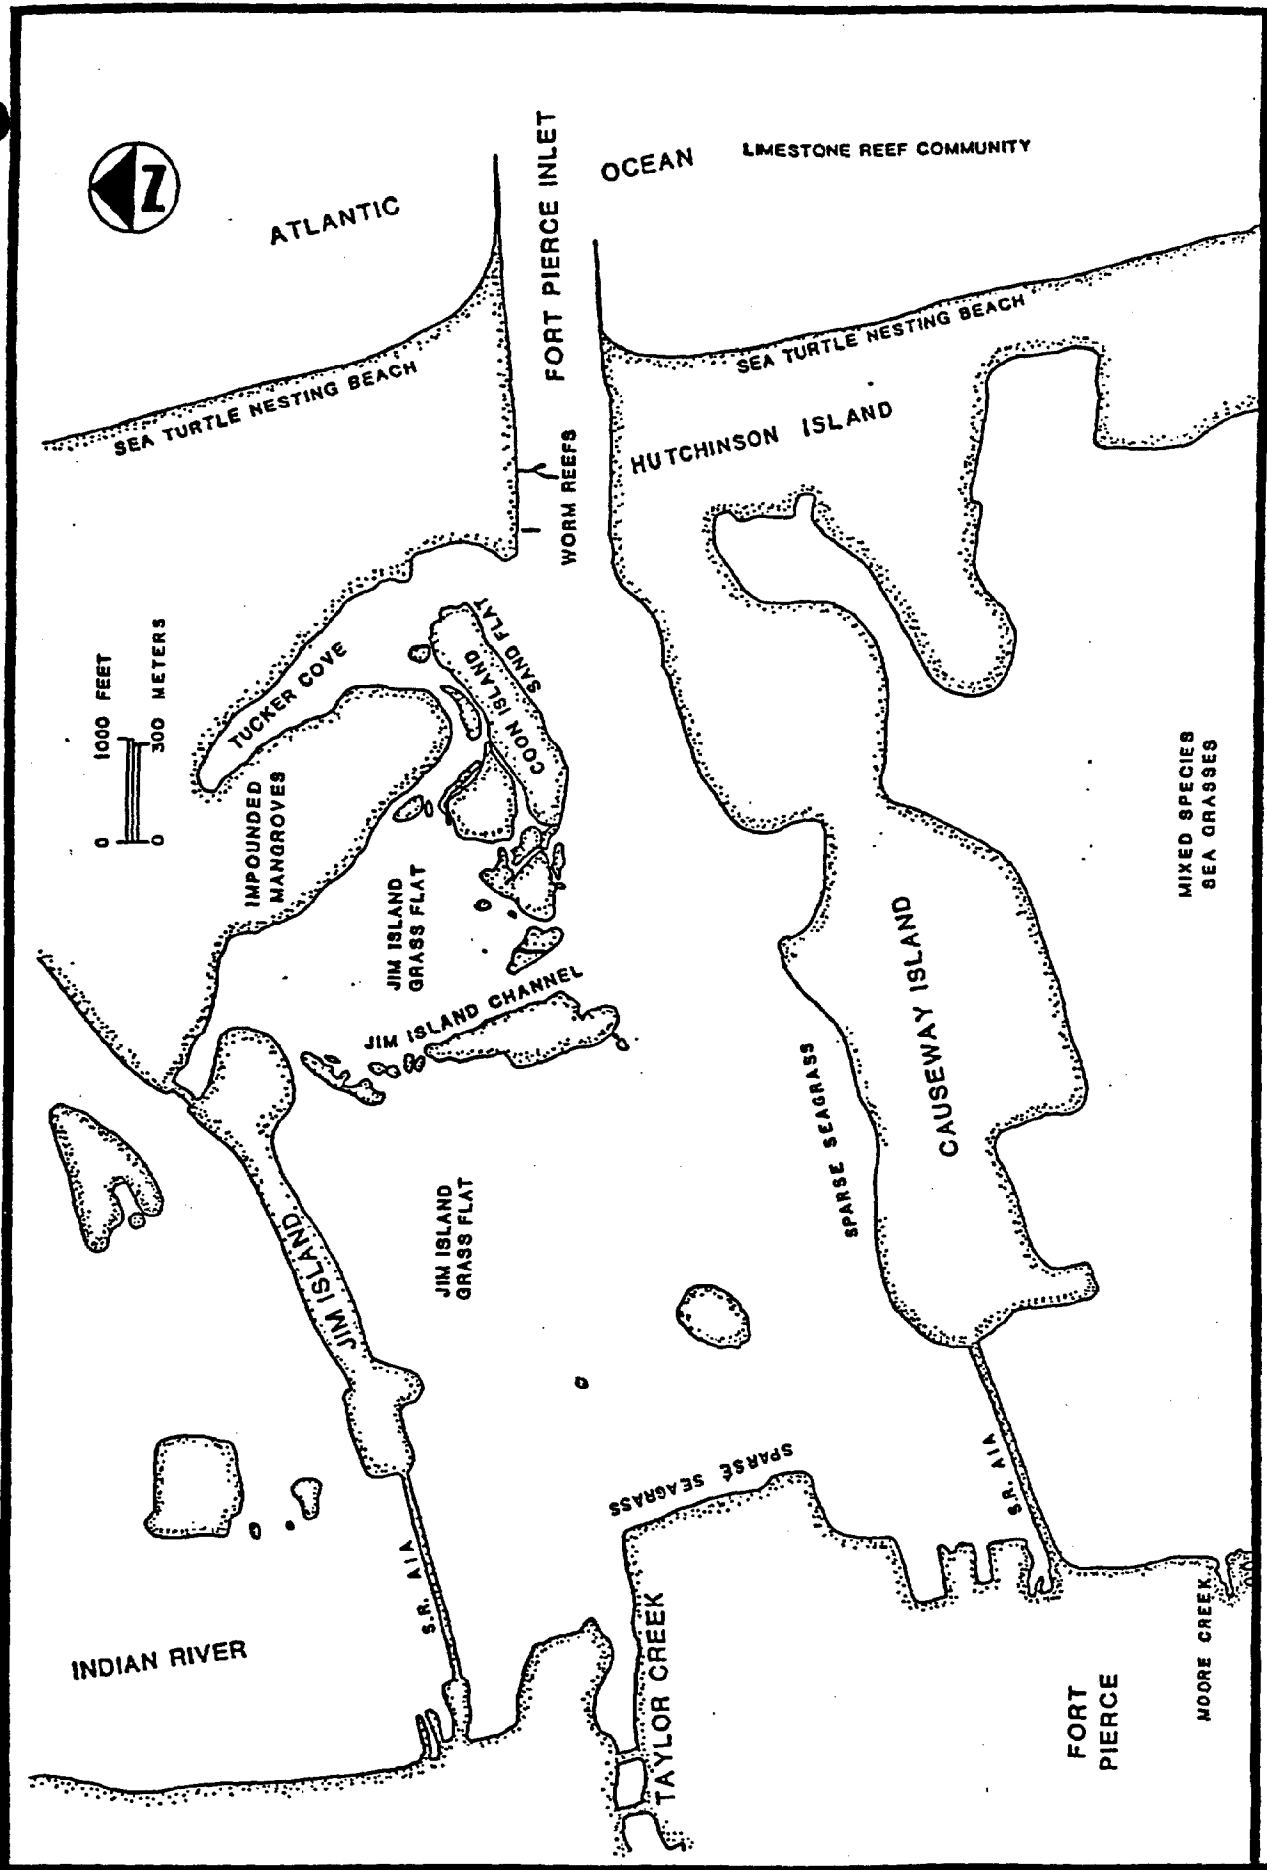 N
ATLANTIC
OCEAN
LIMESTONE REEF COMMUNITY
FORT PIERCE INLET
SEA TURTLE NESTING BEACH
SEA TURTLE NESTING BEACH
HUTCHINSON ISLAND
WORM REEFS
0 1000 FEET
0 300 METERS
TUCKER COVE
COON ISLAND
SAND FLAT
IMPOUNDED
MANGROVES
JIM ISLAND
GRASS FLAT
JIM ISLAND CHANNEL
MIXED SPECIES
SEA GRASSES
CAUSEWAY ISLAND
SPARSE SEAGRASS
JIM ISLAND
JIM ISLAND
GRASS FLAT
SPARSE SEAGRASS
S.R. A1A
S.R. A1A
INDIAN RIVER
TAYLOR CREEK
FORT
PIERCE
MOORE CREEK